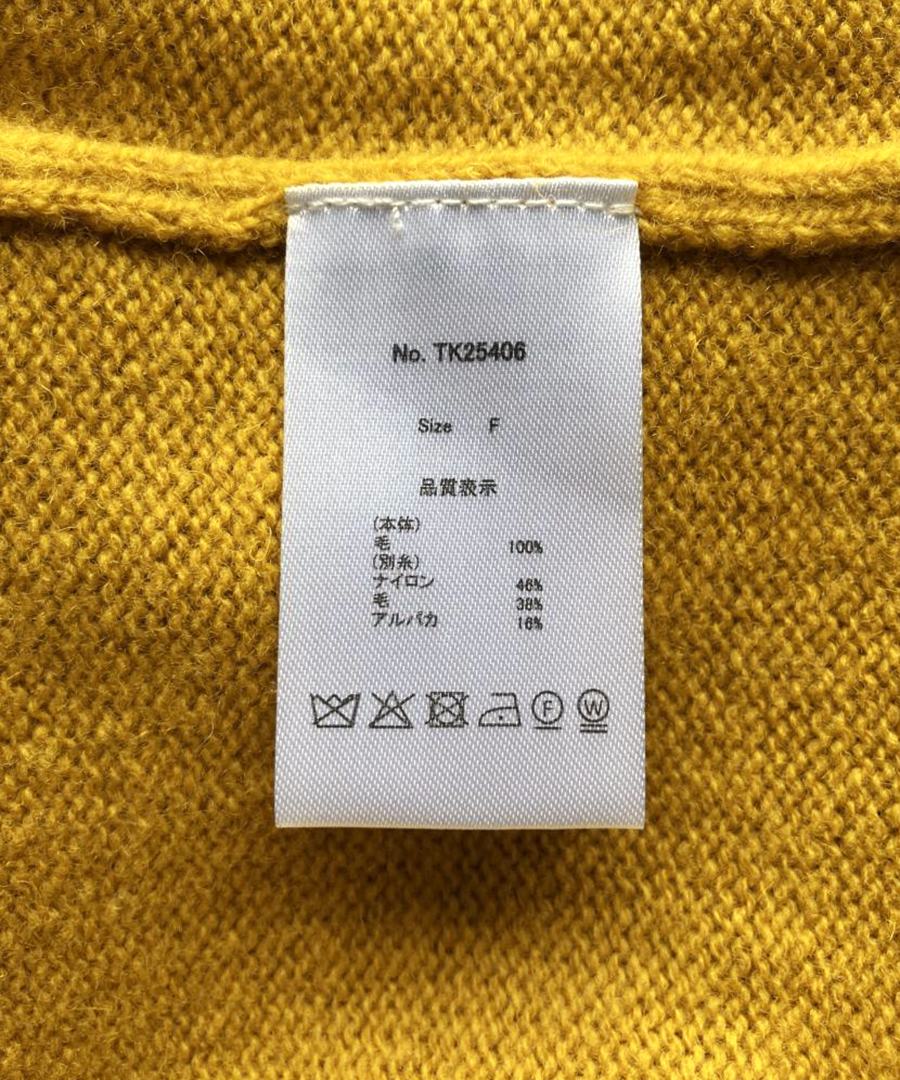 No. TK25406
Size F
品質表示
(本体)
毛 100%
(別糸)
ナイロン 46%
毛 38%
アルパカ 16%
F W